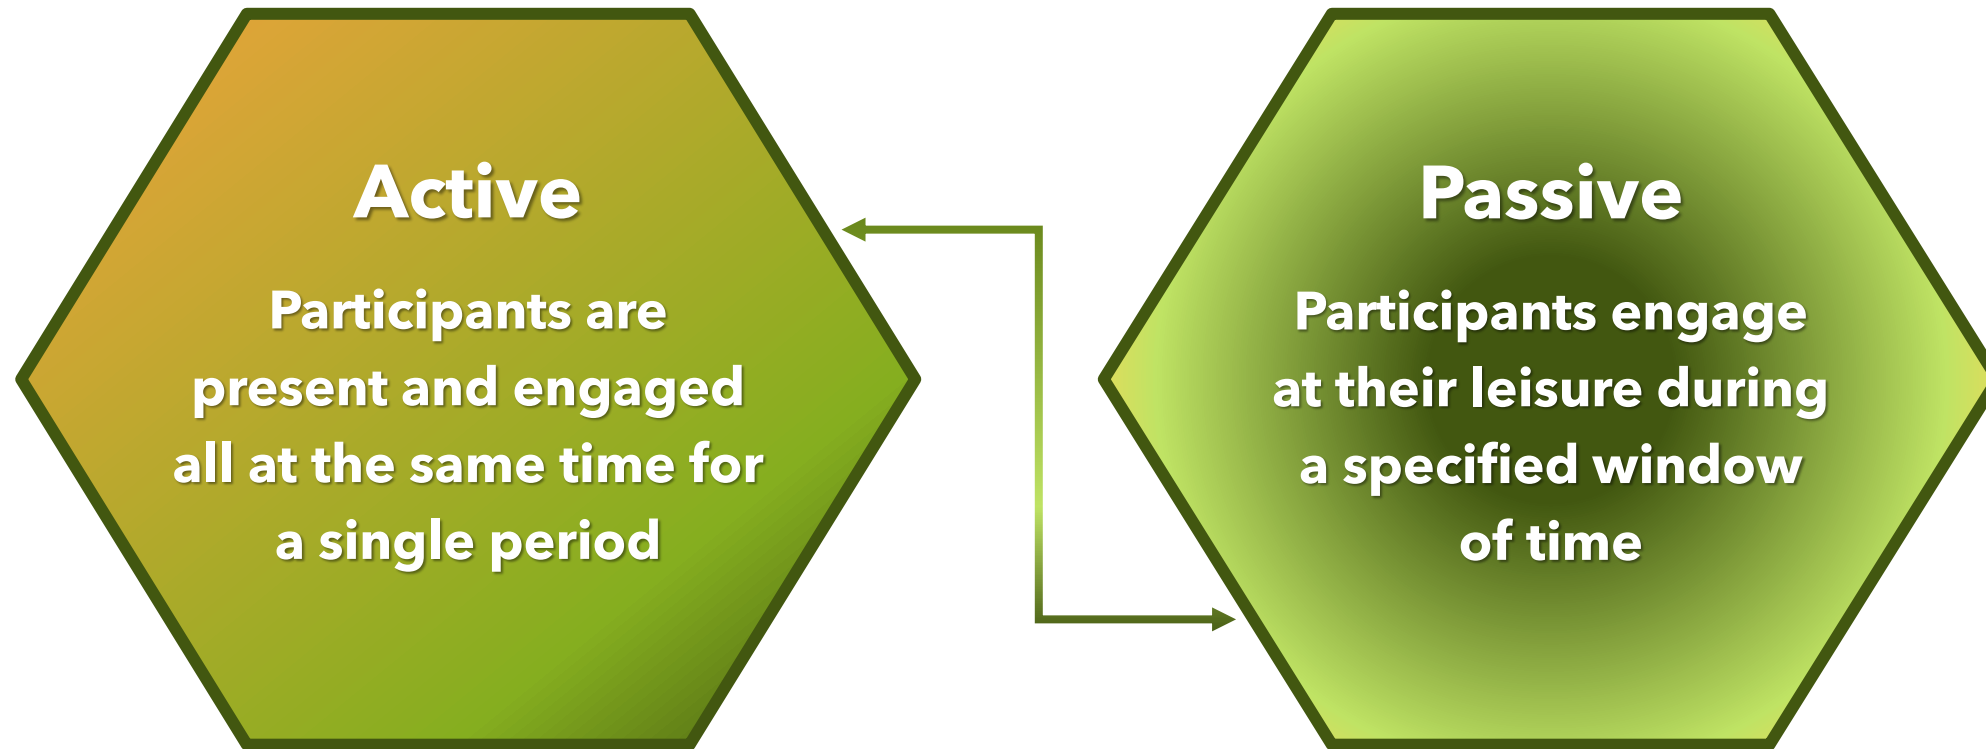 Active
Participants are
present and engaged
all at the same time for
a single period
Passive
Participants engage
at their leisure during
a specified window
of time